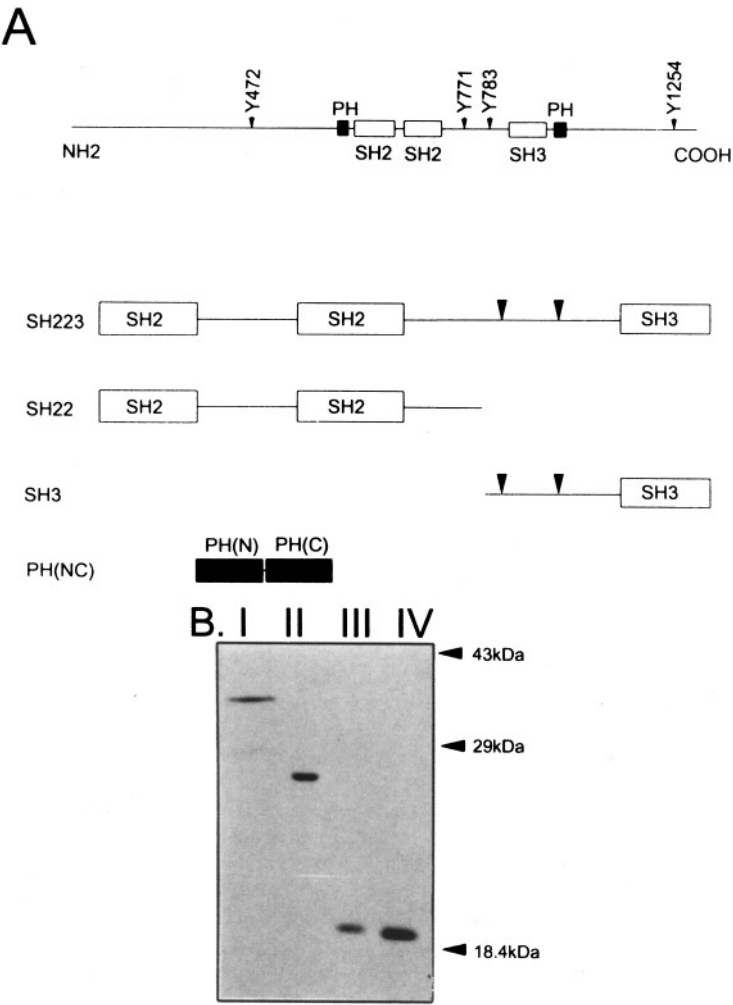 A
Y472
Y771
Y783
Y1254
PH
PH
NH2
SH2
SH2
SH3
COOH
SH223
SH2
SH2
SH3
SH22
SH2
SH2
SH3
SH3
PH(N)
PH(C)
PH(NC)
B. I II III IV
43kDa
29kDa
18.4kDa